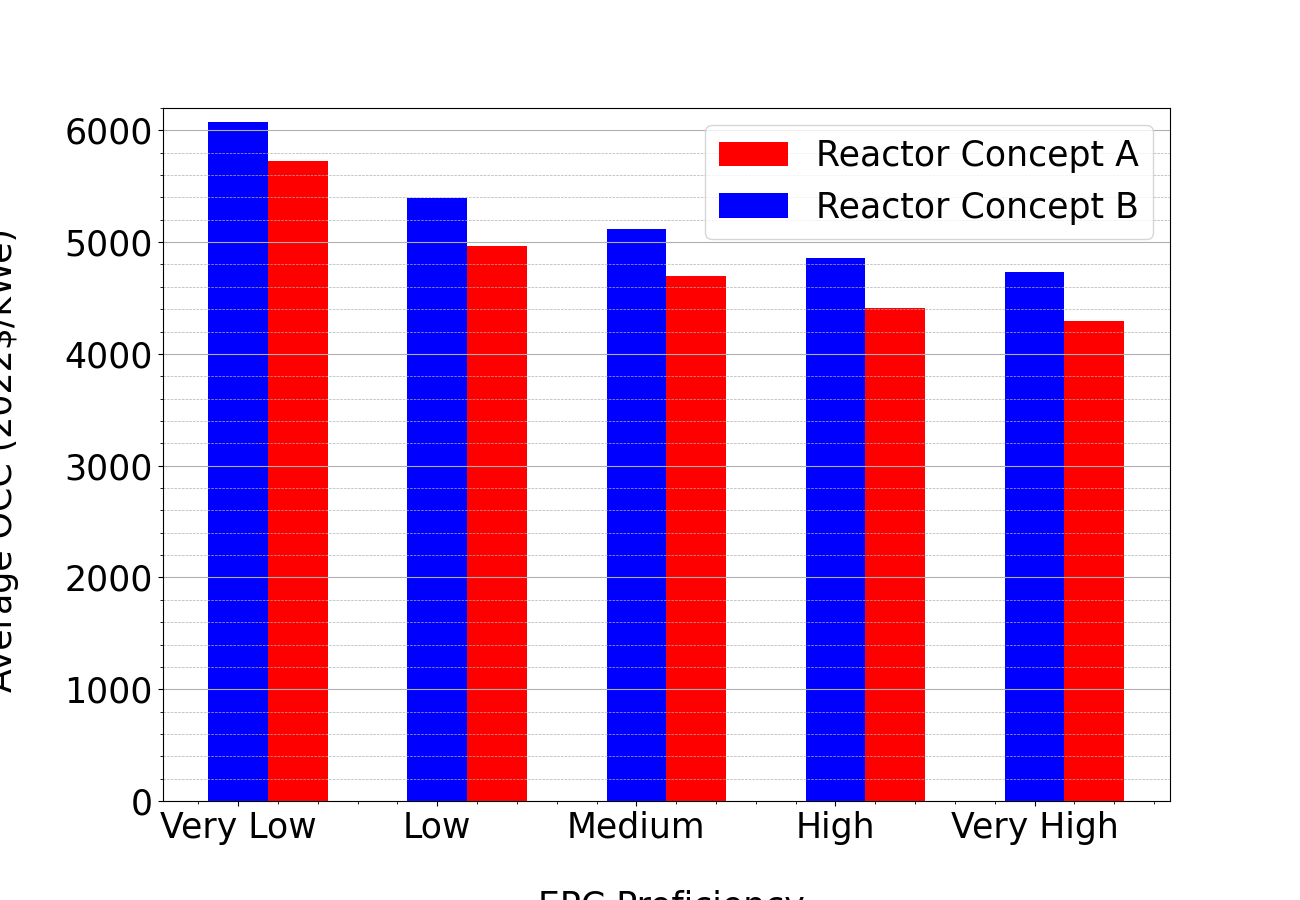 6000
5000
4000
3000
2000
1000
0
Average OCC (2022$/kWe)
Reactor Concept A
Reactor Concept B
Very Low
Low
Medium
High
Very High
EPC Proficiency